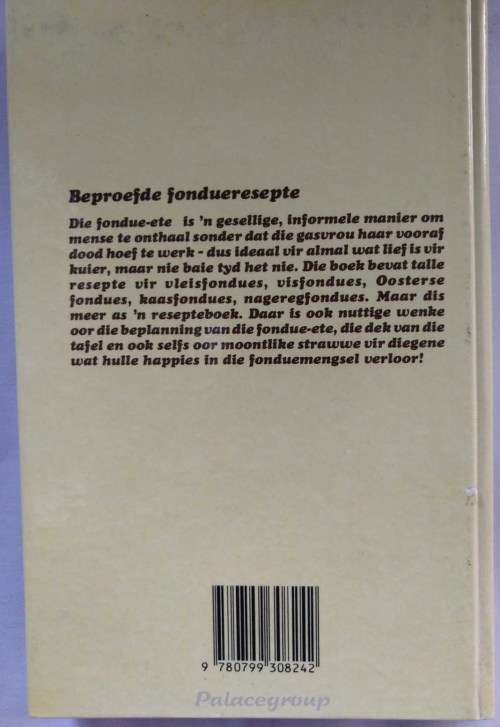 Beproefde fondueresepte
Die fondue-ete is 'n gesellige, informele manier om
mense te onthaal sonder dat die gasvrou haar vooraf
dood hoef te werk - dus ideaal vir almal wat lief is vir
kuier, maar nie baie tyd het nie. Die boek bevat talle
resepte vir vleisfondues, visfondues, Oosterse
fondues, kaasfondues, nageregfondues. Maar dis
meer as 'n resepteboek. Daar is ook nuttige wenke
oor die beplanning van die fondue-ete, die dek van die
tafel en ook selfs oor moontlike strawwe vir diegene
wat hulle happies in die fonduemengsel verloor!
9 780799 308242
Palacegroup